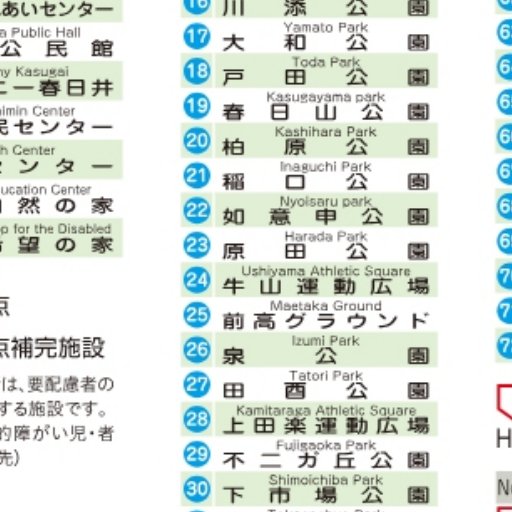 れあいセンター
a Public Hall
公民館
ny Kasugai
ニー春日井
imin Center
民センター
h Center
センター
ucation Center
然の家
p for the Disabled
希望の家
点
点補完施設
は、要配慮者の
する施設です。
的障がい児・者
先）
16 川添公園
17 Yamato Park
大和公園
18 Toda Park
戸田公園
19 Kasugayama park
春日山公園
20 Kashihara Park
柏原公園
21 Inaguchi Park
稲口公園
22 Nyoisaru park
如意申公園
23 Harada Park
原田公園
24 Ushiyama Athletic Square
牛山運動広場
25 Maetaka Ground
前高グラウンド
26 Izumi Park
泉公園
27 Tatori Park
田酉公園
28 Kamitaraga Athletic Square
上田楽運動広場
29 Fujigaoka Park
不二ガ丘公園
30 Shimoichiba Park
下市場公園
H